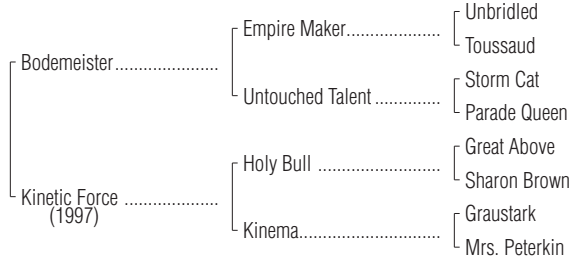 Unbridled
Empire Maker....................
Toussaud
Bodemeister......................
Storm Cat
Untouched Talent ..............
Parade Queen
Great Above
Holy Bull ..........................
Sharon Brown
Kinetic Force ....................
(1997)
Graustark
Kinema..............................
Mrs. Peterkin